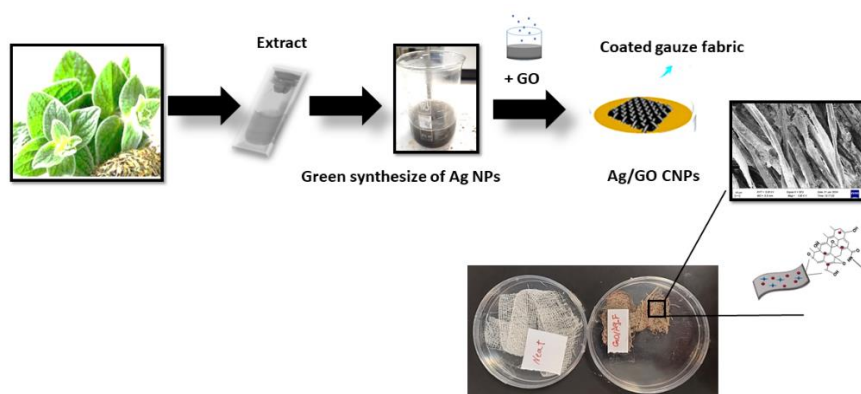 Extract
+ GO
Coated gauze fabric
Green synthesize of Ag NPs
Ag/GO CNPs
Neat